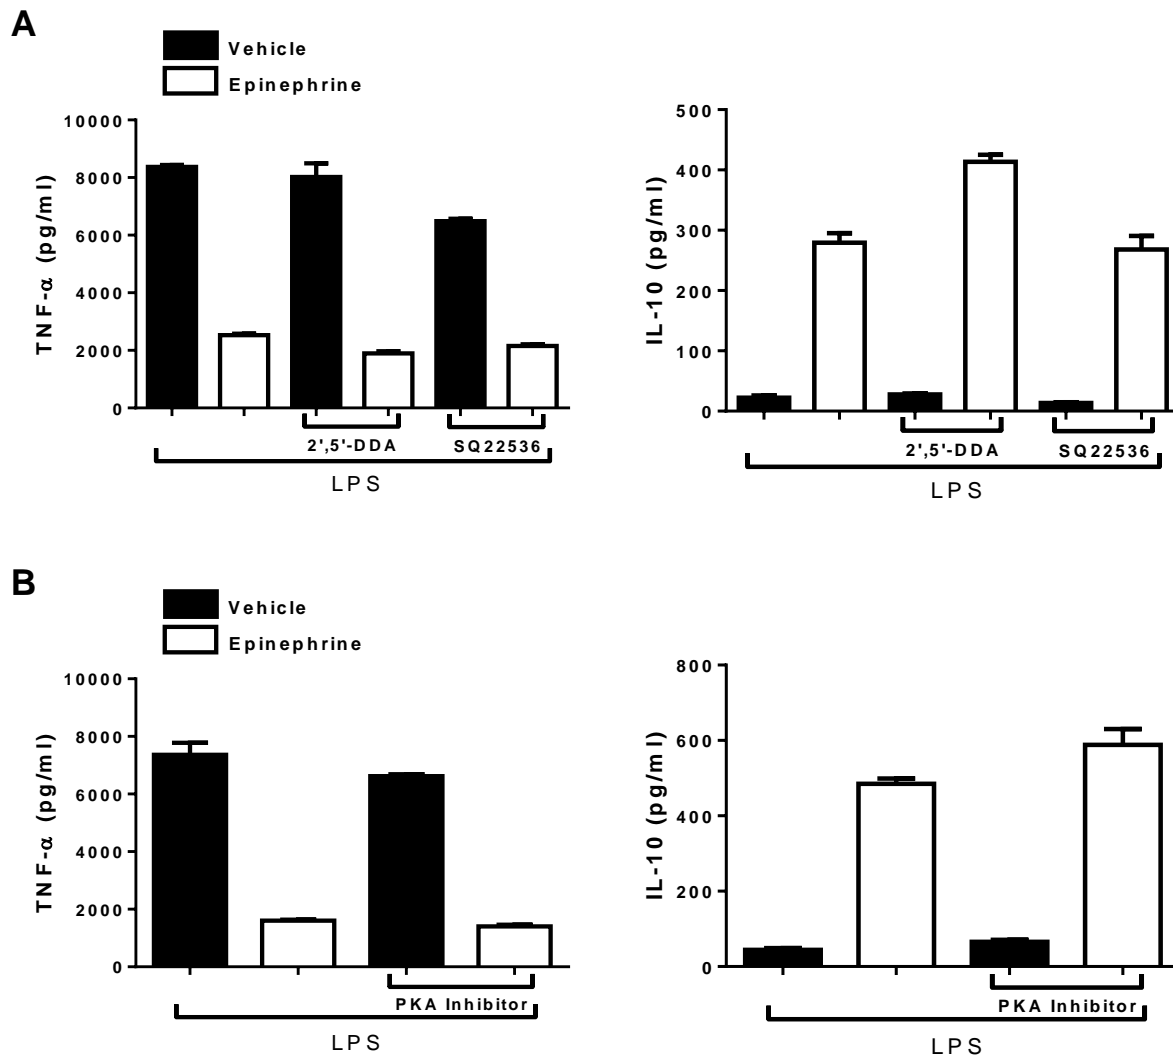 A
Vehicle
Epinephrine
10000
8000
6000
4000
2000
0
TNF-α (pg/ml)
2',5'-DDA
SQ22536
LPS
500
400
300
200
100
0
IL-10 (pg/ml)
2',5'-DDA
SQ22536
LPS
B
Vehicle
Epinephrine
10000
8000
6000
4000
2000
0
TNF-α (pg/ml)
PKA Inhibitor
LPS
800
600
400
200
0
IL-10 (pg/ml)
PKA Inhibitor
LPS